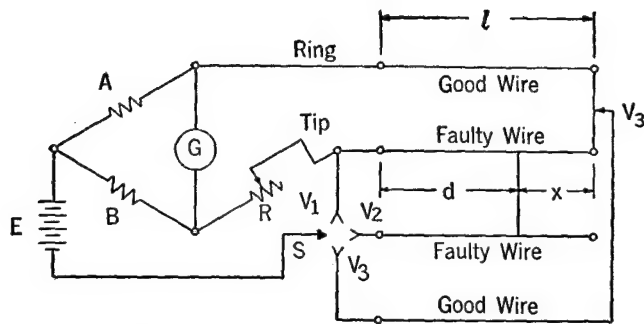 l
Ring
A
Good Wire
V3
Tip
G
Faulty Wire
B
R
d
x
V1
V2
E
S
Faulty Wire
V3
Good Wire